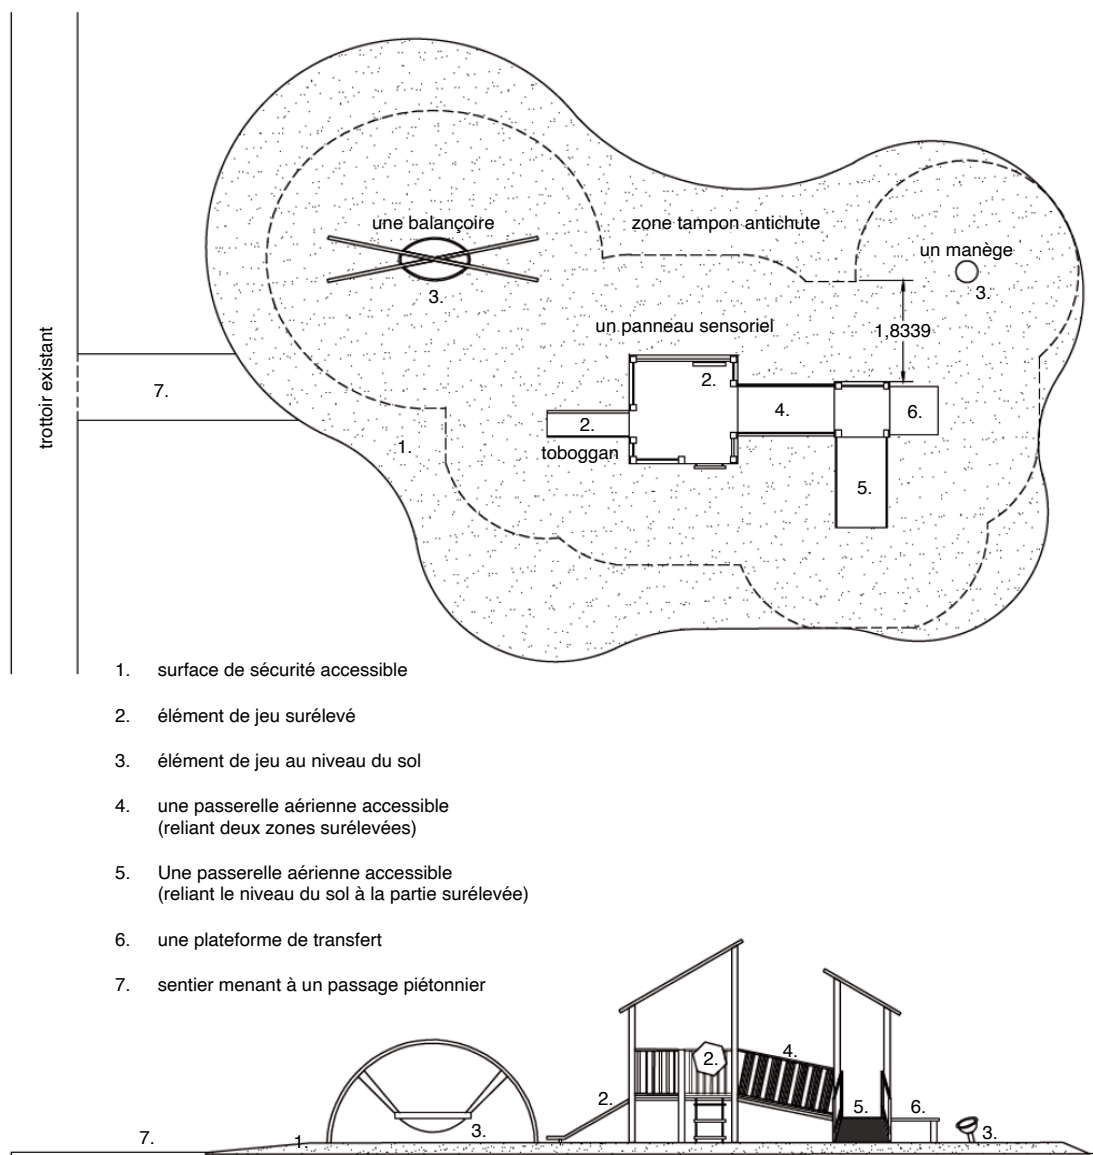 une balançoire
zone tampon antichute
un manège
3.
3.
un panneau sensoriel
1,8339
trottoir existant
7.
2.
4.
6.
2.
1.
toboggan
5.
1. surface de sécurité accessible
2. élément de jeu surélevé
3. élément de jeu au niveau du sol
4. une passerelle aérienne accessible
(reliant deux zones surélevées)
5. Une passerelle aérienne accessible
(reliant le niveau du sol à la partie surélevée)
6. une plateforme de transfert
7. sentier menant à un passage piétonnier
2.
4.
2.
5.
6.
7.
1.
3.
3.